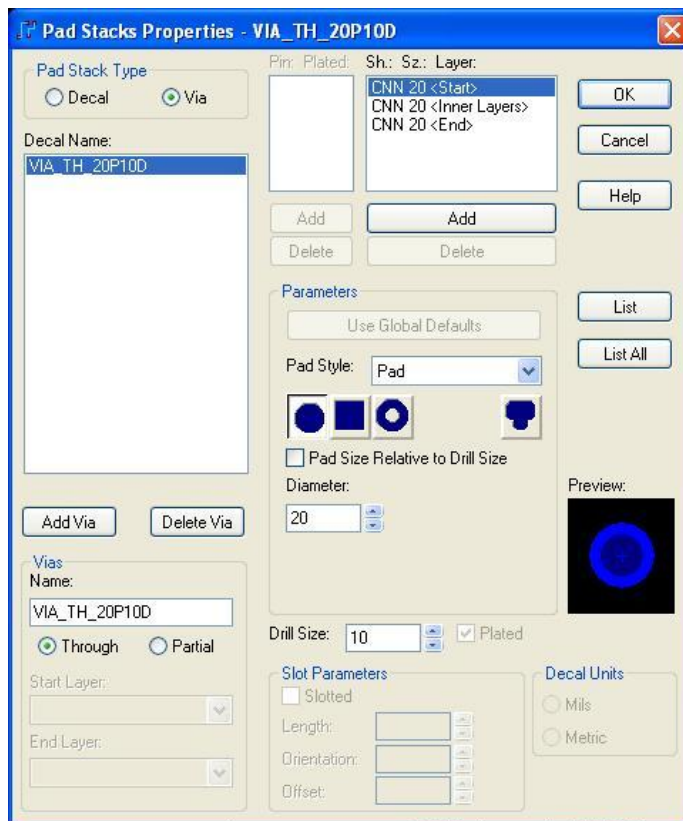 Pad Stacks Properties - VIA_TH_20P10D
Pad Stack Type
Decal
Via
Decal Name:
VIA_TH_20P10D
Add Via
Delete Via
Vias
Name:
VIA_TH_20P10D
Through
Partial
Start Layer:
End Layer:
Pin: Plated:
Sh.: Sz.: Layer:
CNN 20 <Start>
CNN 20 <Inner Layers>
CNN 20 <End>
Add
Add
Delete
Delete
Parameters
Use Global Defaults
Pad Style:
Pad
Pad Size Relative to Drill Size
Diameter:
20
Drill Size:
10
Plated
Slot Parameters
Slotted
Length:
Orientation:
Offset:
OK
Cancel
Help
List
List All
Preview:
Decal Units
Mils
Metric